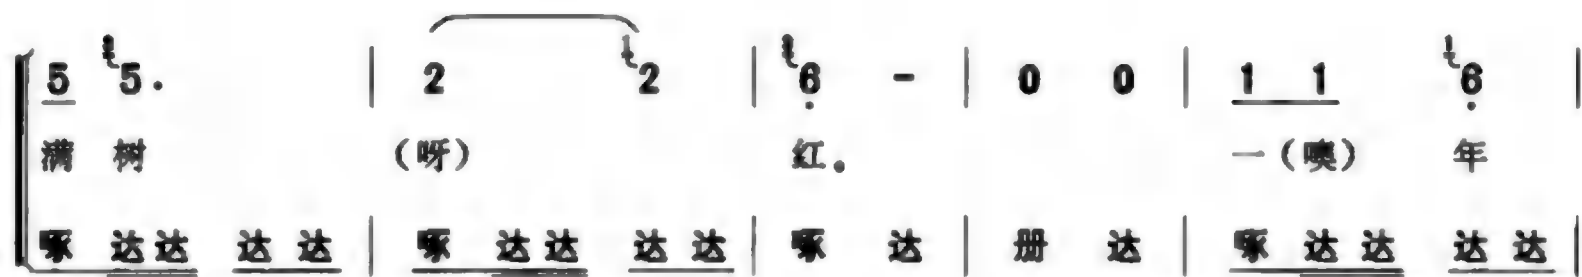 5 5. | 2 2 | 6 - | 0 0 | 1 1 6 |
满 树 (呀) 红。 一(噢) 年
啄 达达 达达 | 啄 达达 达达 | 啄 达 | 册 达 | 啄 达达 达达 |